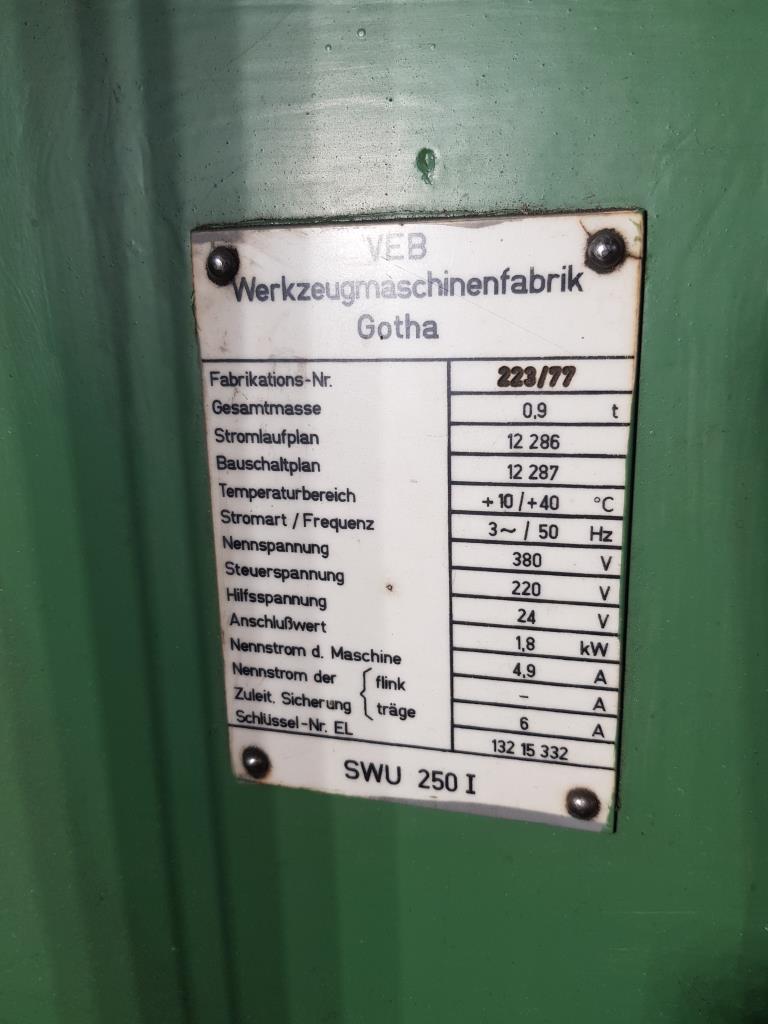 VEB
Werkzeugmaschinenfabrik
Gotha
Fabrikations-Nr. 223/77
Gesamtmasse 0,9 t
Stromlaufplan 12 286
Bauschaltplan 12 287
Temperaturbereich +10/+40 °C
Stromart / Frequenz 3~/ 50 Hz
Nennspannung 380 V
Steuerspannung 220 V
Hilfsspannung 24 V
Anschlußwert 1,8 kW
Nennstrom d. Maschine 4,9 A
Nennstrom der flink – A
Zuleit. Sicherung träge 6 A
Schlüssel-Nr. EL 132 15 332
SWU 250 I